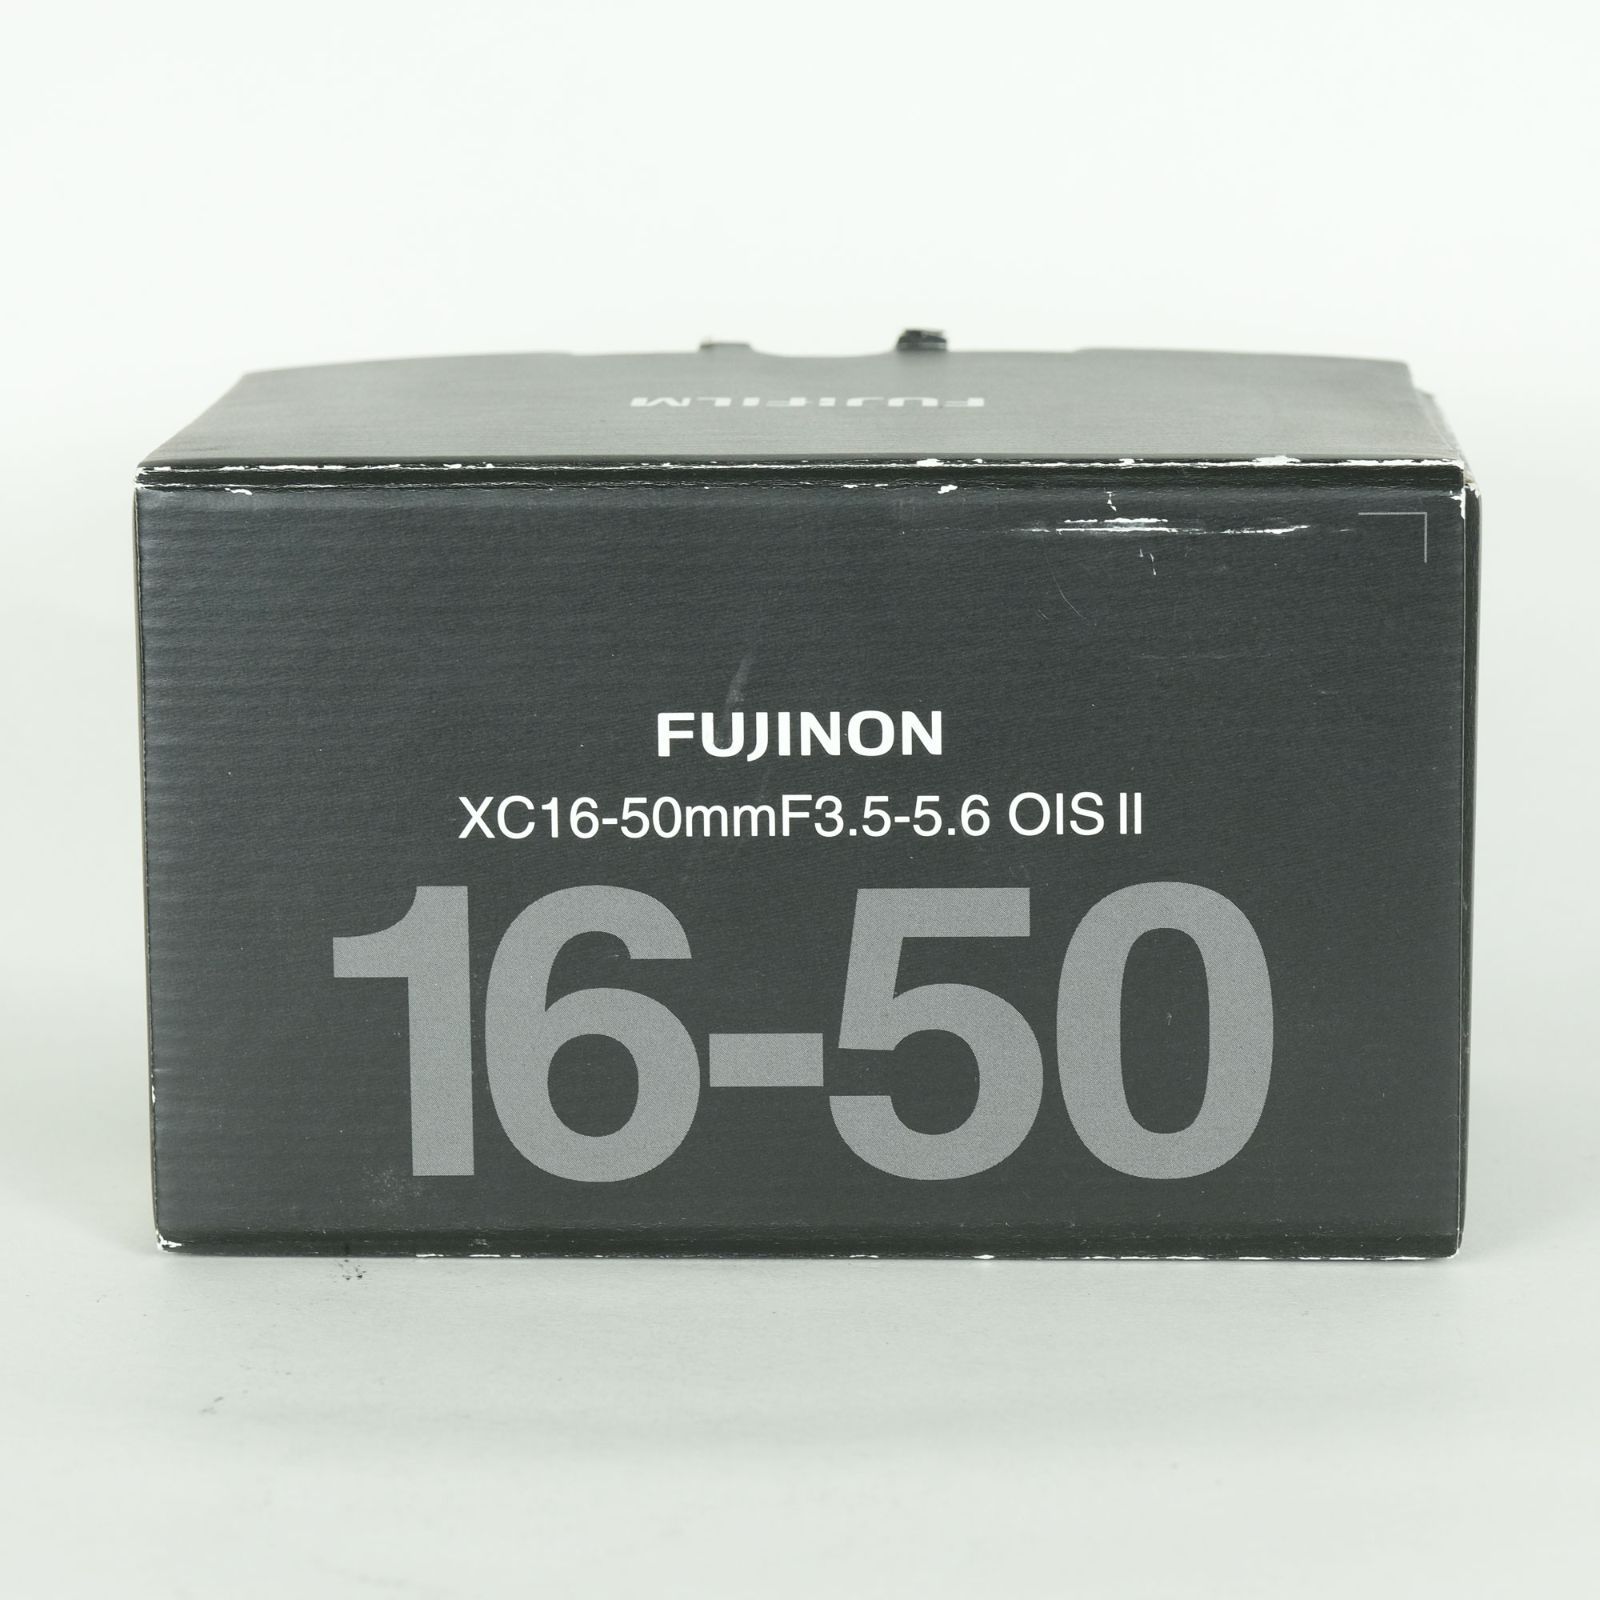 FUJIFILM
FUJINON
XC16-50mmF3.5-5.6 OIS II
16-50